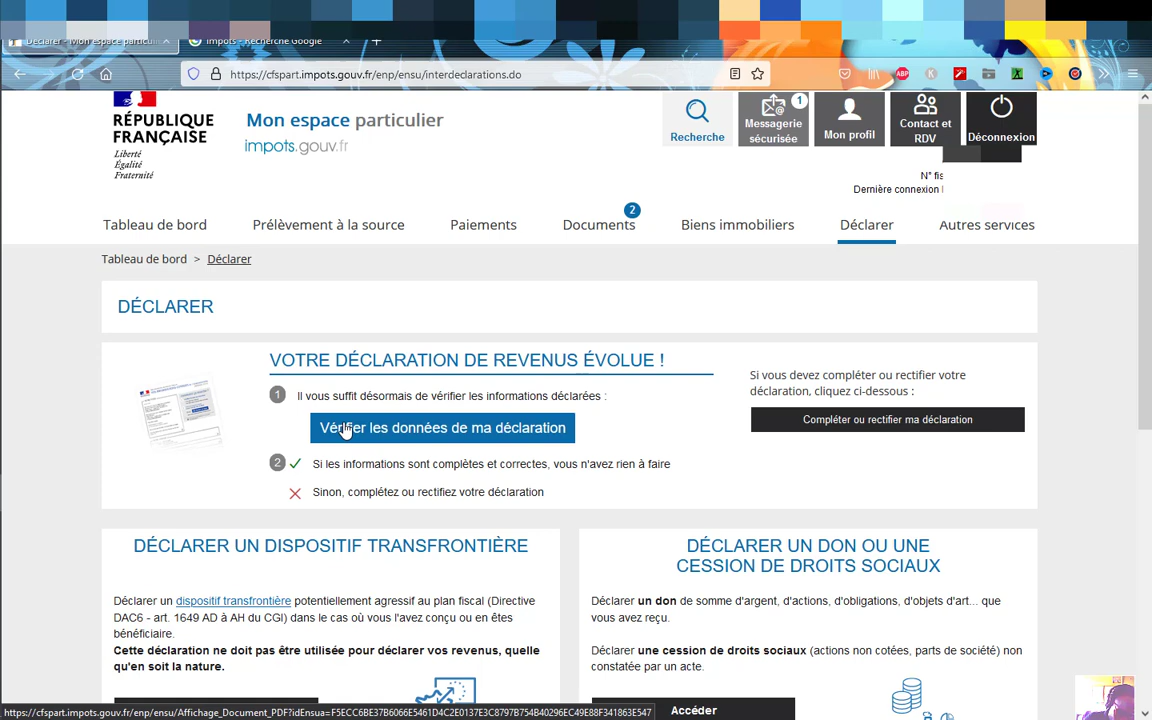 Déclarer - Mon espace particul
impots - Recherche Google
https://cfspart.impots.gouv.fr/enp/ensu/interdedarations.do
RÉPUBLIQUE
FRANÇAISE
Liberté
Égalité
Fraternité
Mon espace particulier
impots.gouv.fr
Recherche
Messagerie
sécurisée
1
Mon profil
Contact et
RDV
Déconnexion
N° fis
Dernière connexion
Tableau de bord
Prélèvement à la source
Paiements
Documents
2
Biens immobiliers
Déclarer
Autres services
Tableau de bord > Déclarer
DÉCLARER
VOTRE DÉCLARATION DE REVENUS ÉVOLUE !
1 Il vous suffit désormais de vérifier les informations déclarées :
Vérifier les données de ma déclaration
2 Si les informations sont complètes et correctes, vous n'avez rien à faire
Sinon, complétez ou rectifiez votre déclaration
Si vous devez compléter ou rectifier votre
déclaration, cliquez ci-dessous :
Compléter ou rectifier ma déclaration
DÉCLARER UN DISPOSITIF TRANSFRONTIÈRE
Déclarer un dispositif transfrontière potentiellement agressif au plan fiscal (Directive
DAC6 - art. 1649 AD à AH du CGI) dans le cas où vous l'avez conçu ou en êtes
bénéficiaire.
Cette déclaration ne doit pas être utilisée pour déclarer vos revenus, quelle
qu'en soit la nature.
DÉCLARER UN DON OU UNE
CESSION DE DROITS SOCIAUX
Déclarer un don de somme d'argent, d'actions, d'obligations, d'objets d'art... que
vous avez reçu.
Déclarer une cession de droits sociaux (actions non cotées, parts de société) non
constatée par un acte.
Accéder
https://cfspart.impots.gouv.fr/enp/ensu/Affichage_Document_PDF?idEnsua=F5ECC6BE37B6066E5461D4C2E0137E3C8797B754B40296EC49E88F341863E547